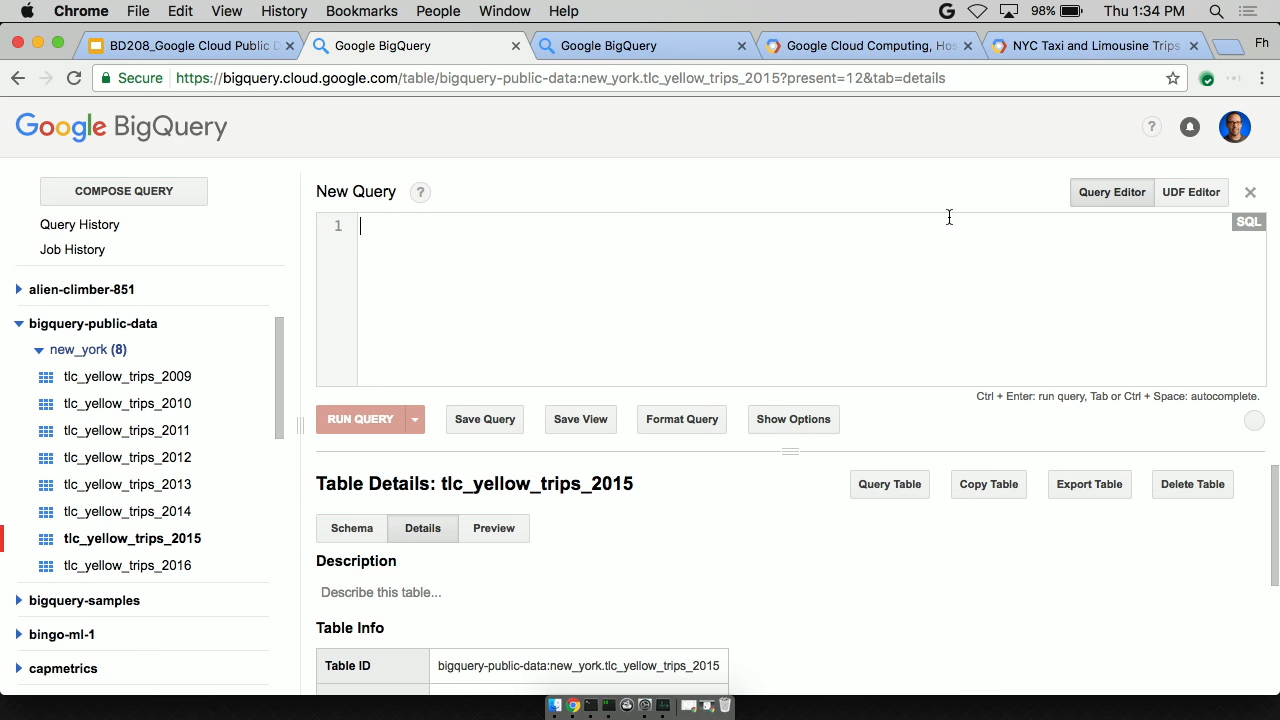 Chrome File Edit View History Bookmarks People Window Help 98% Thu 1:34 PM
BD208_Google Cloud Public D Google BigQuery Google BigQuery Google Cloud Computing, Hos NYC Taxi and Limousine Trips Fh
Secure https://bigquery.cloud.google.com/table/bigquery-public-data:new_york.tlc_yellow_trips_2015?present=12&tab=details
Google BigQuery ?
COMPOSE QUERY
Query History
Job History
alien-climber-851
bigquery-public-data
new_york (8)
tlc_yellow_trips_2009
tlc_yellow_trips_2010
tlc_yellow_trips_2011
tlc_yellow_trips_2012
tlc_yellow_trips_2013
tlc_yellow_trips_2014
tlc_yellow_trips_2015
tlc_yellow_trips_2016
bigquery-samples
bingo-ml-1
capmetrics
New Query ? Query Editor UDF Editor
1 SQL
Ctrl + Enter: run query, Tab or Ctrl + Space: autocomplete.
RUN QUERY Save Query Save View Format Query Show Options
Table Details: tlc_yellow_trips_2015 Query Table Copy Table Export Table Delete Table
Schema Details Preview
Description
Describe this table...
Table Info
Table ID bigquery-public-data:new_york.tlc_yellow_trips_2015